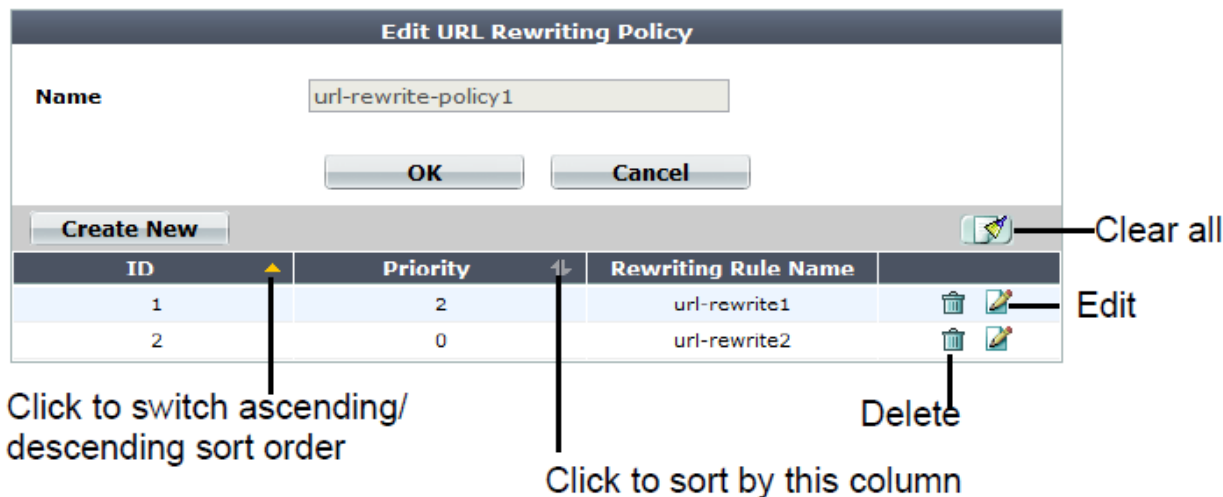 Edit URL Rewriting Policy
Name
url-rewrite-policy1
OK
Cancel
Create New
Clear all
ID Priority Rewriting Rule Name
1 2 url-rewrite1
Edit
2 0 url-rewrite2
Click to switch ascending/
descending sort order
Delete
Click to sort by this column